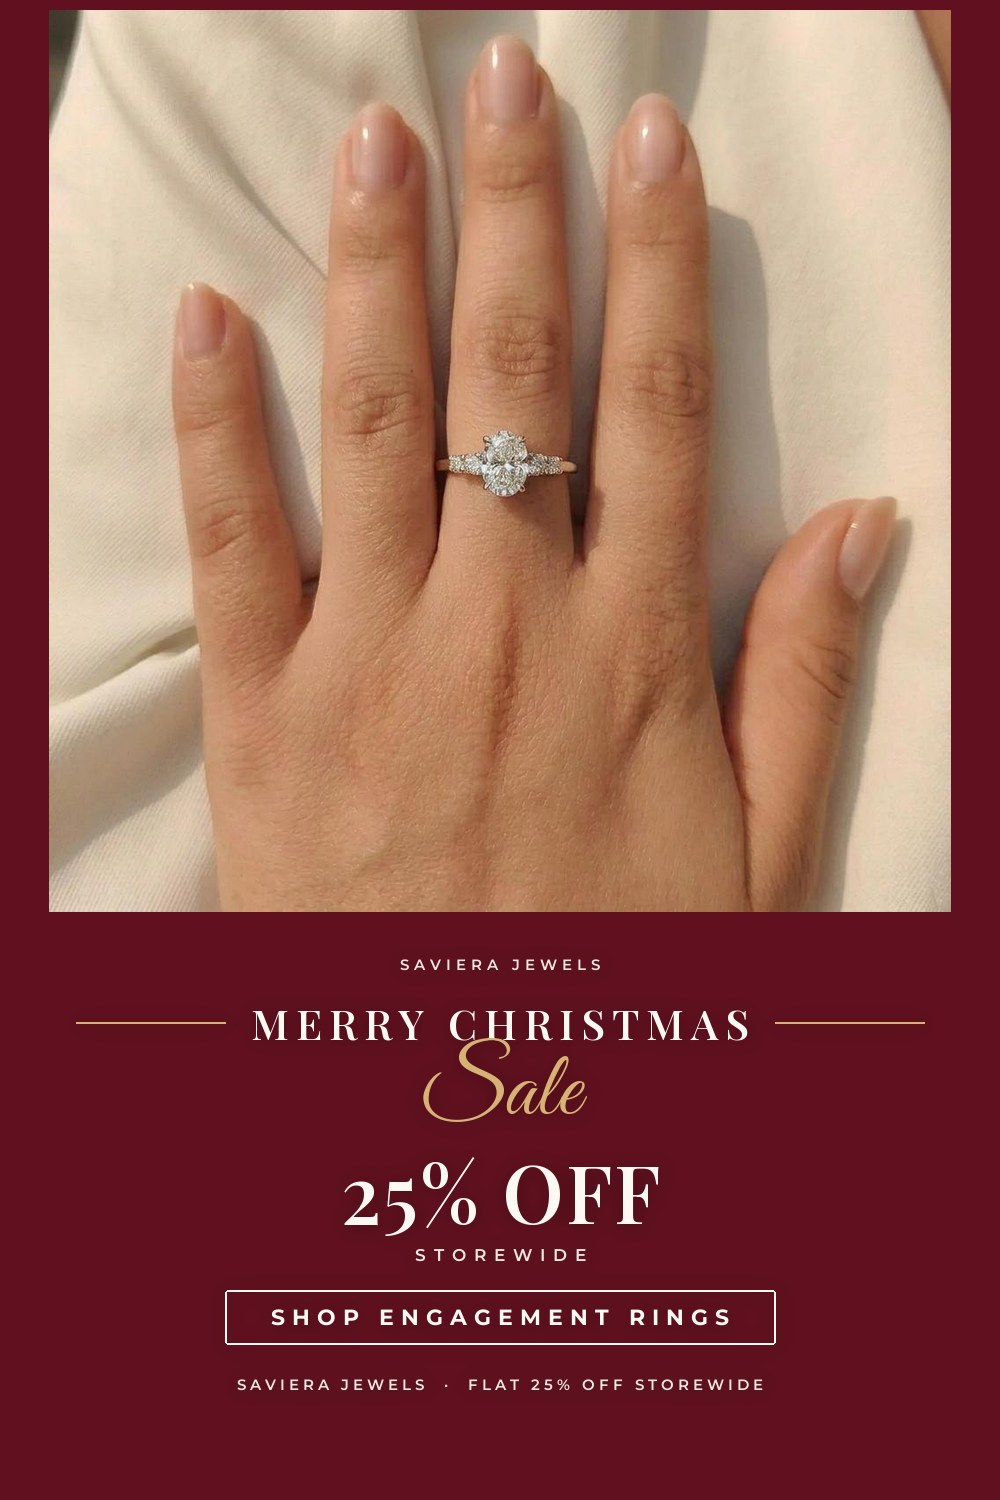 SAVIERA JEWELS
MERRY CHRISTMAS
Sale
25% OFF
STOREWIDE
SHOP ENGAGEMENT RINGS
SAVIERA JEWELS · FLAT 25% OFF STOREWIDE